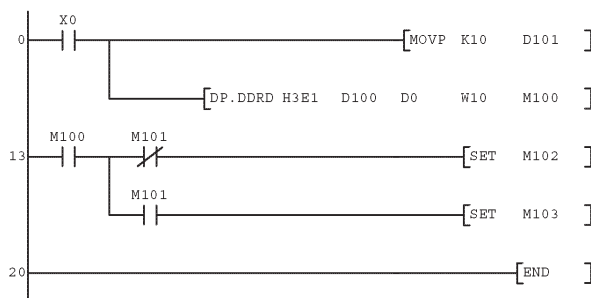 X0
0 MOVP K10 D101
DP.DDRD H3E1 D100 D0 W10 M100
M100 M101
13 SET M102
M101
SET M103
20 END